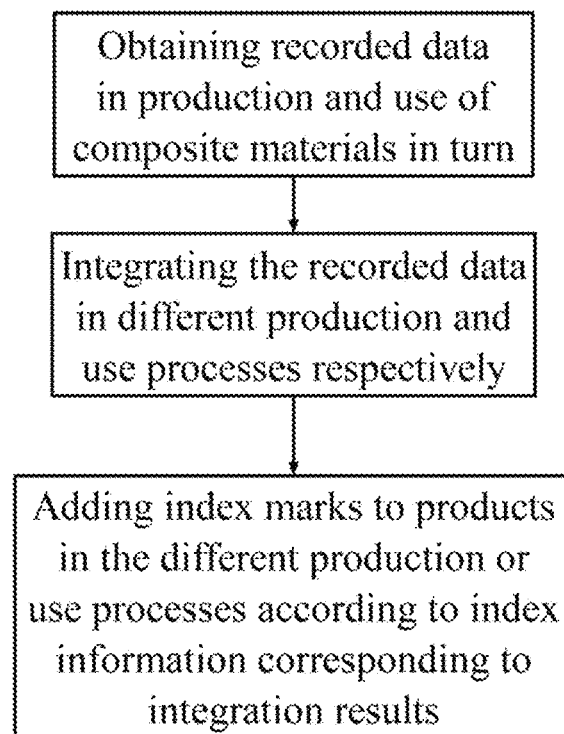 Obtaining recorded data
in production and use of
composite materials in turn
Integrating the recorded data
in different production and
use processes respectively
Adding index marks to products
in the different production or
use processes according to index
information corresponding to
integration results